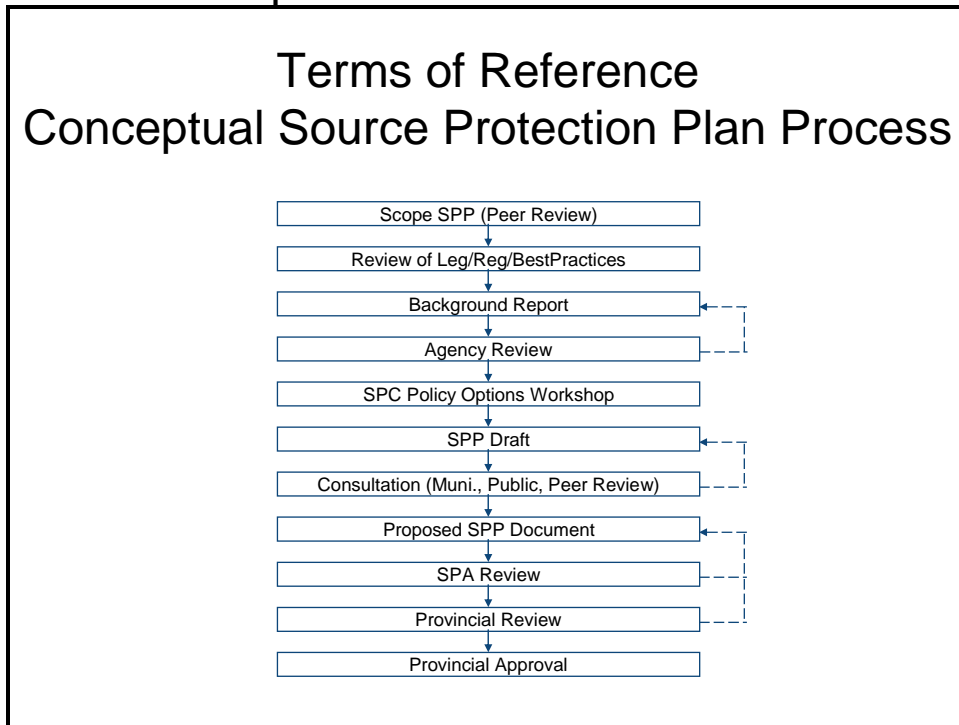 Terms of Reference
Conceptual Source Protection Plan Process
Scope SPP (Peer Review)
Review of Leg/Reg/BestPractices
Background Report
Agency Review
SPC Policy Options Workshop
SPP Draft
Consultation (Muni., Public, Peer Review)
Proposed SPP Document
SPA Review
Provincial Review
Provincial Approval